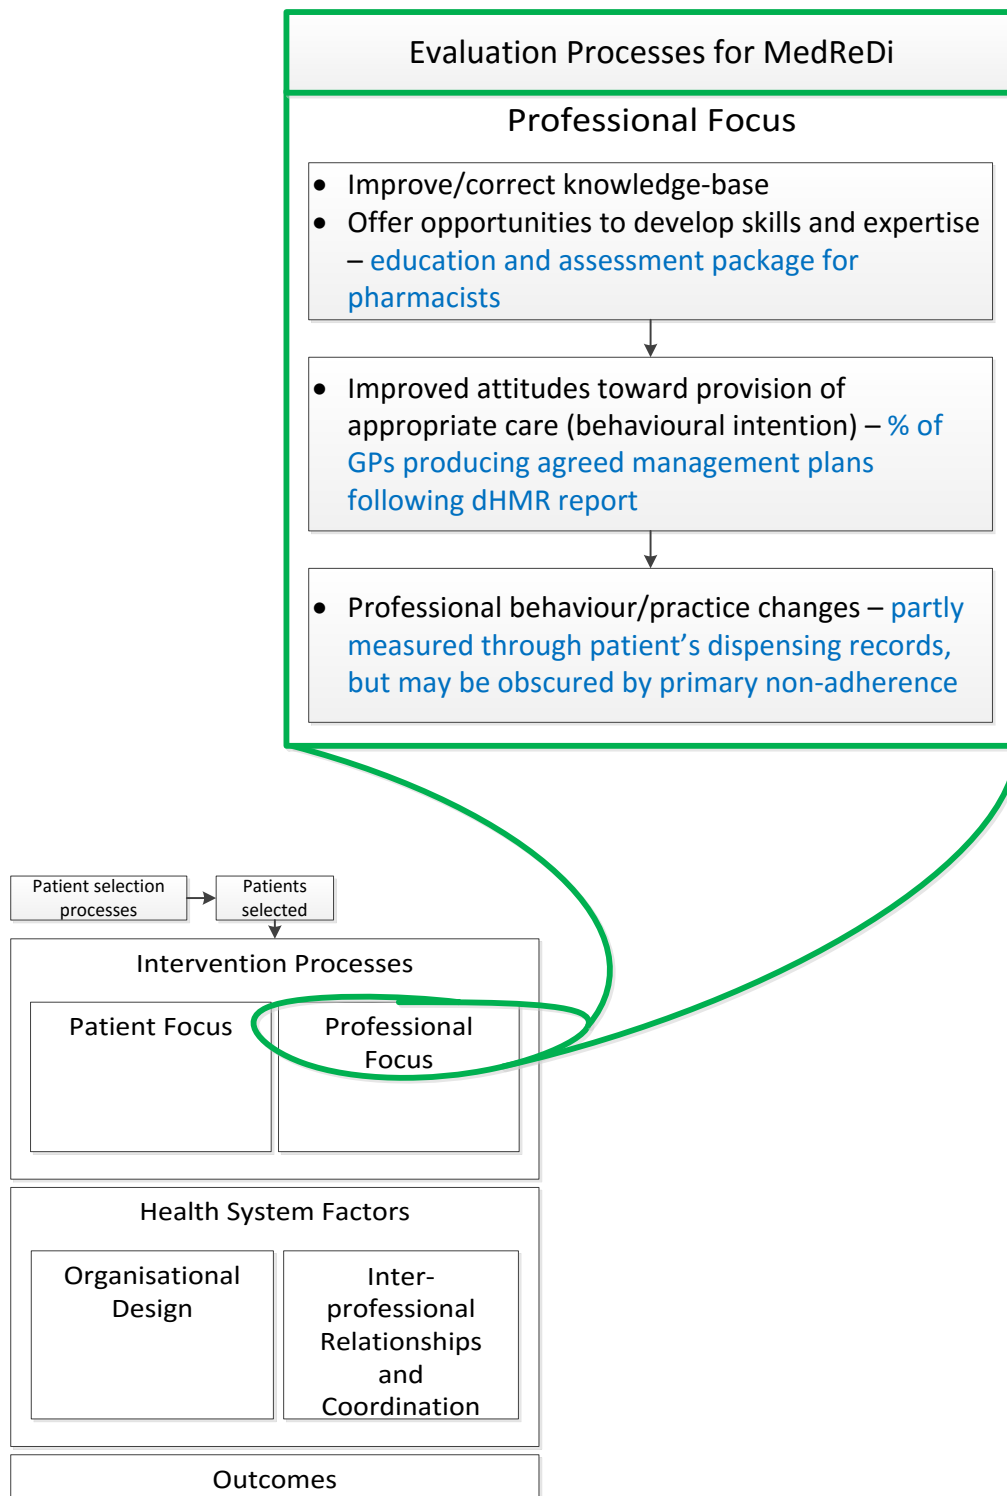 Evaluation Processes for MedReDi
Professional Focus
• Improve/correct knowledge-base
• Offer opportunities to develop skills and expertise
– education and assessment package for
pharmacists
• Improved attitudes toward provision of
appropriate care (behavioural intention) – % of
GPs producing agreed management plans
following dHMR report
• Professional behaviour/practice changes – partly
measured through patient’s dispensing records,
but may be obscured by primary non-adherence
Patient selection
processes
Patients
selected
Intervention Processes
Patient Focus
Professional
Focus
Health System Factors
Organisational
Design
Inter-
professional
Relationships
and
Coordination
Outcomes